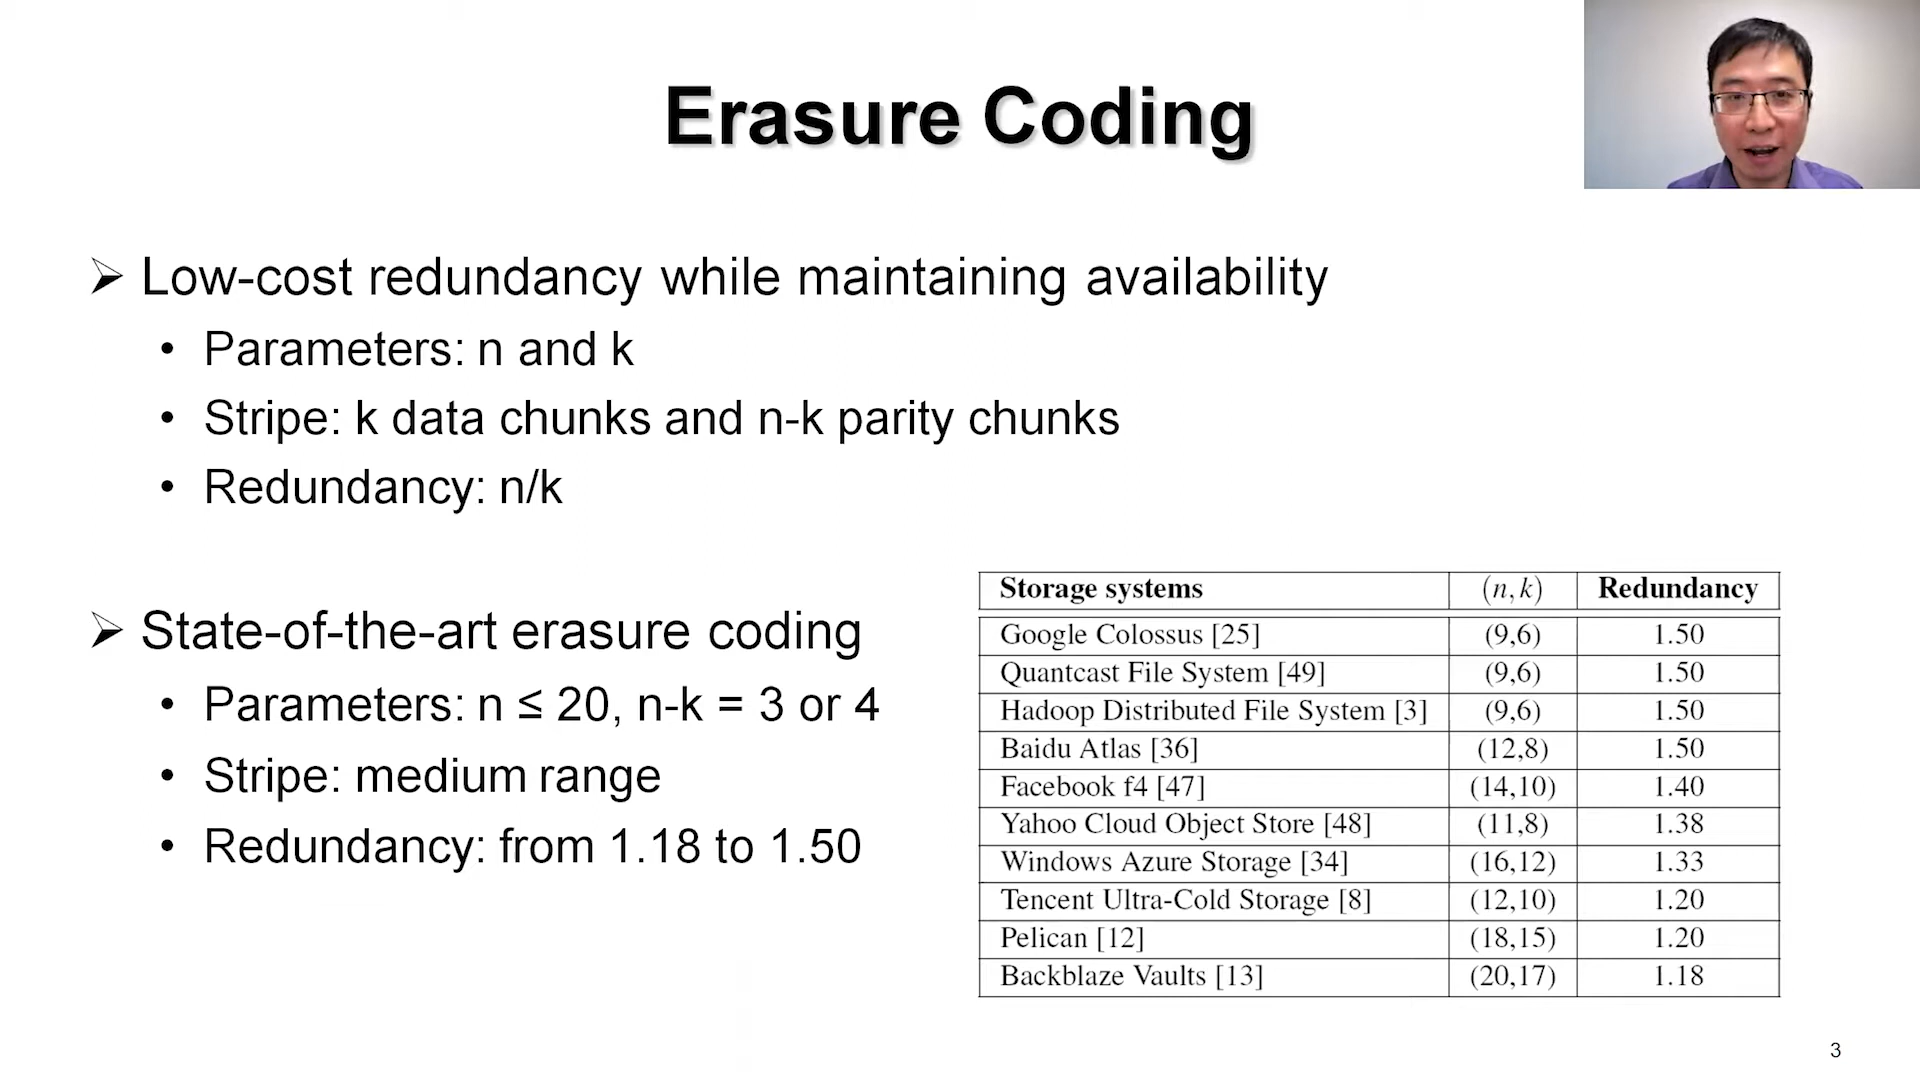 Erasure Coding
➢ Low-cost redundancy while maintaining availability
• Parameters: n and k
• Stripe: k data chunks and n-k parity chunks
• Redundancy: n/k
➢ State-of-the-art erasure coding
• Parameters: n ≤ 20, n-k = 3 or 4
• Stripe: medium range
• Redundancy: from 1.18 to 1.50
Storage systems (n,k) Redundancy
Google Colossus [25] (9,6) 1.50
Quantcast File System [49] (9,6) 1.50
Hadoop Distributed File System [3] (9,6) 1.50
Baidu Atlas [36] (12,8) 1.50
Facebook f4 [47] (14,10) 1.40
Yahoo Cloud Object Store [48] (11,8) 1.38
Windows Azure Storage [34] (16,12) 1.33
Tencent Ultra-Cold Storage [8] (12,10) 1.20
Pelican [12] (18,15) 1.20
Backblaze Vaults [13] (20,17) 1.18
3